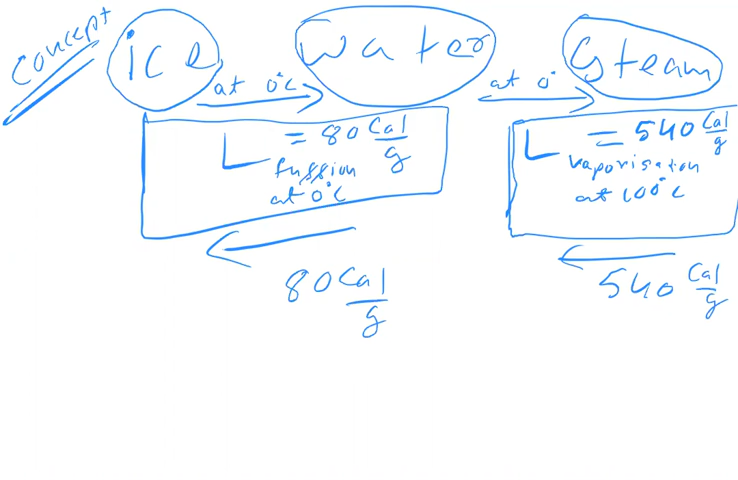 Concept
ice
water
steam
at 0°C
at 0°
L fussion at 0°C = 80 Cal/g
L vaporisation at 100°C = 540 Cal/g
80 Cal/g
540 Cal/g